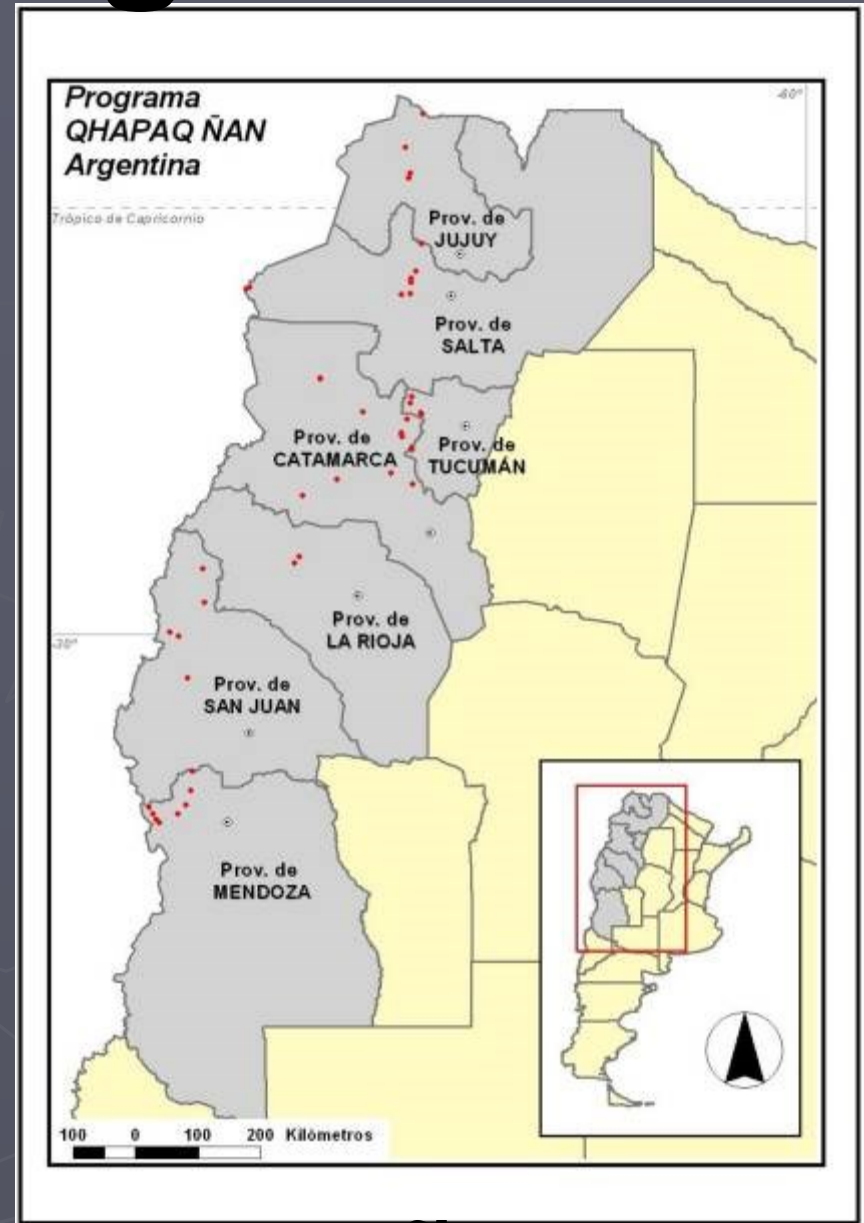 Programa
QHAPAQ ÑAN
Argentina
-60°
Trópico de Capricornio
Prov. de
JUJUY
Prov. de
SALTA
Prov. de
CATAMARCA
Prov. de
TUCUMÁN
Prov. de
LA RIOJA
-30°
Prov. de
SAN JUAN
Prov. de
MENDOZA
100 0 100 200 Kilómetros